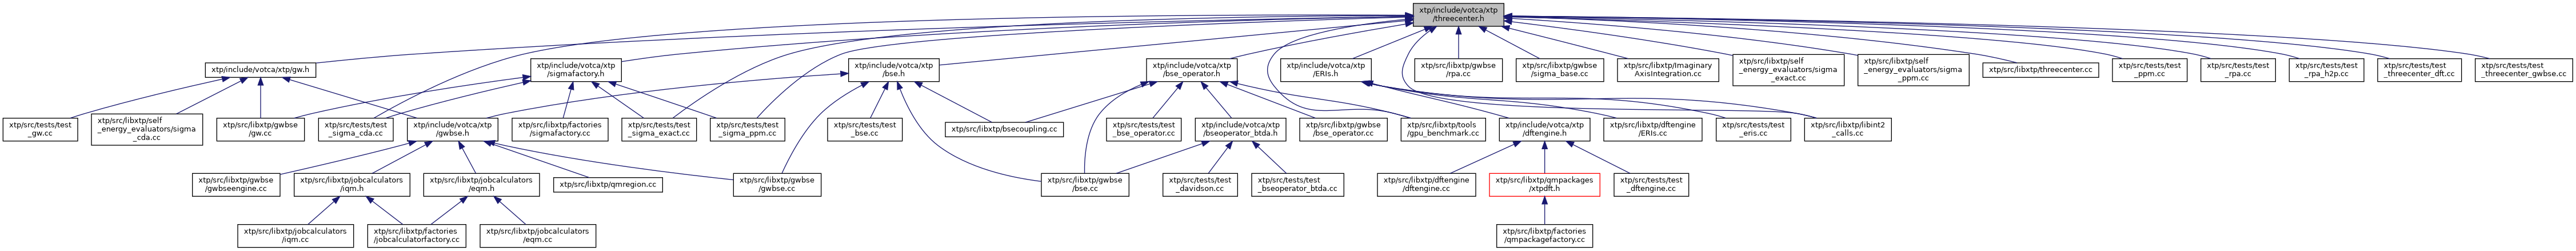 xtp/include/votca/xtp
/threecenter.h
xtp/include/votca/xtp/gw.h
xtp/include/votca/xtp
/sigmafactory.h
xtp/include/votca/xtp
/bse.h
xtp/include/votca/xtp
/bse_operator.h
xtp/include/votca/xtp
/ERIs.h
xtp/src/libxtp/gwbse
/rpa.cc
xtp/src/libxtp/gwbse
/sigma_base.cc
xtp/src/libxtp/Imaginary
AxisIntegration.cc
xtp/src/libxtp/self
_energy_evaluators/sigma
_exact.cc
xtp/src/libxtp/self
_energy_evaluators/sigma
_ppm.cc
xtp/src/libxtp/threecenter.cc
xtp/src/tests/test
_ppm.cc
xtp/src/tests/test
_rpa.cc
xtp/src/tests/test
_rpa_h2p.cc
xtp/src/tests/test
_threecenter_dft.cc
xtp/src/tests/test
_threecenter_gwbse.cc
xtp/src/tests/test
_gw.cc
xtp/src/libxtp/self
_energy_evaluators/sigma
_cda.cc
xtp/src/libxtp/gwbse
/gw.cc
xtp/src/tests/test
_sigma_cda.cc
xtp/include/votca/xtp
/gwbse.h
xtp/src/libxtp/factories
/sigmafactory.cc
xtp/src/tests/test
_sigma_exact.cc
xtp/src/tests/test
_sigma_ppm.cc
xtp/src/tests/test
_bse.cc
xtp/src/libxtp/bsecoupling.cc
xtp/src/tests/test
_bse_operator.cc
xtp/include/votca/xtp
/bseoperator_btda.h
xtp/src/libxtp/gwbse
/bse_operator.cc
xtp/src/libxtp/tools
/gpu_benchmark.cc
xtp/include/votca/xtp
/dftengine.h
xtp/src/libxtp/dftengine
/ERIs.cc
xtp/src/tests/test
_eris.cc
xtp/src/libxtp/libint2
_calls.cc
xtp/src/libxtp/gwbse
/gwbseengine.cc
xtp/src/libxtp/jobcalculators
/iqm.h
xtp/src/libxtp/jobcalculators
/eqm.h
xtp/src/libxtp/qmregion.cc
xtp/src/libxtp/gwbse
/gwbse.cc
xtp/src/libxtp/gwbse
/bse.cc
xtp/src/tests/test
_davidson.cc
xtp/src/tests/test
_bseoperator_btda.cc
xtp/src/libxtp/dftengine
/dftengine.cc
xtp/src/libxtp/qmpackages
/xtpdft.h
xtp/src/tests/test
_dftengine.cc
xtp/src/libxtp/jobcalculators
/iqm.cc
xtp/src/libxtp/factories
/jobcalculatorfactory.cc
xtp/src/libxtp/jobcalculators
/eqm.cc
xtp/src/libxtp/factories
/qmpackagefactory.cc